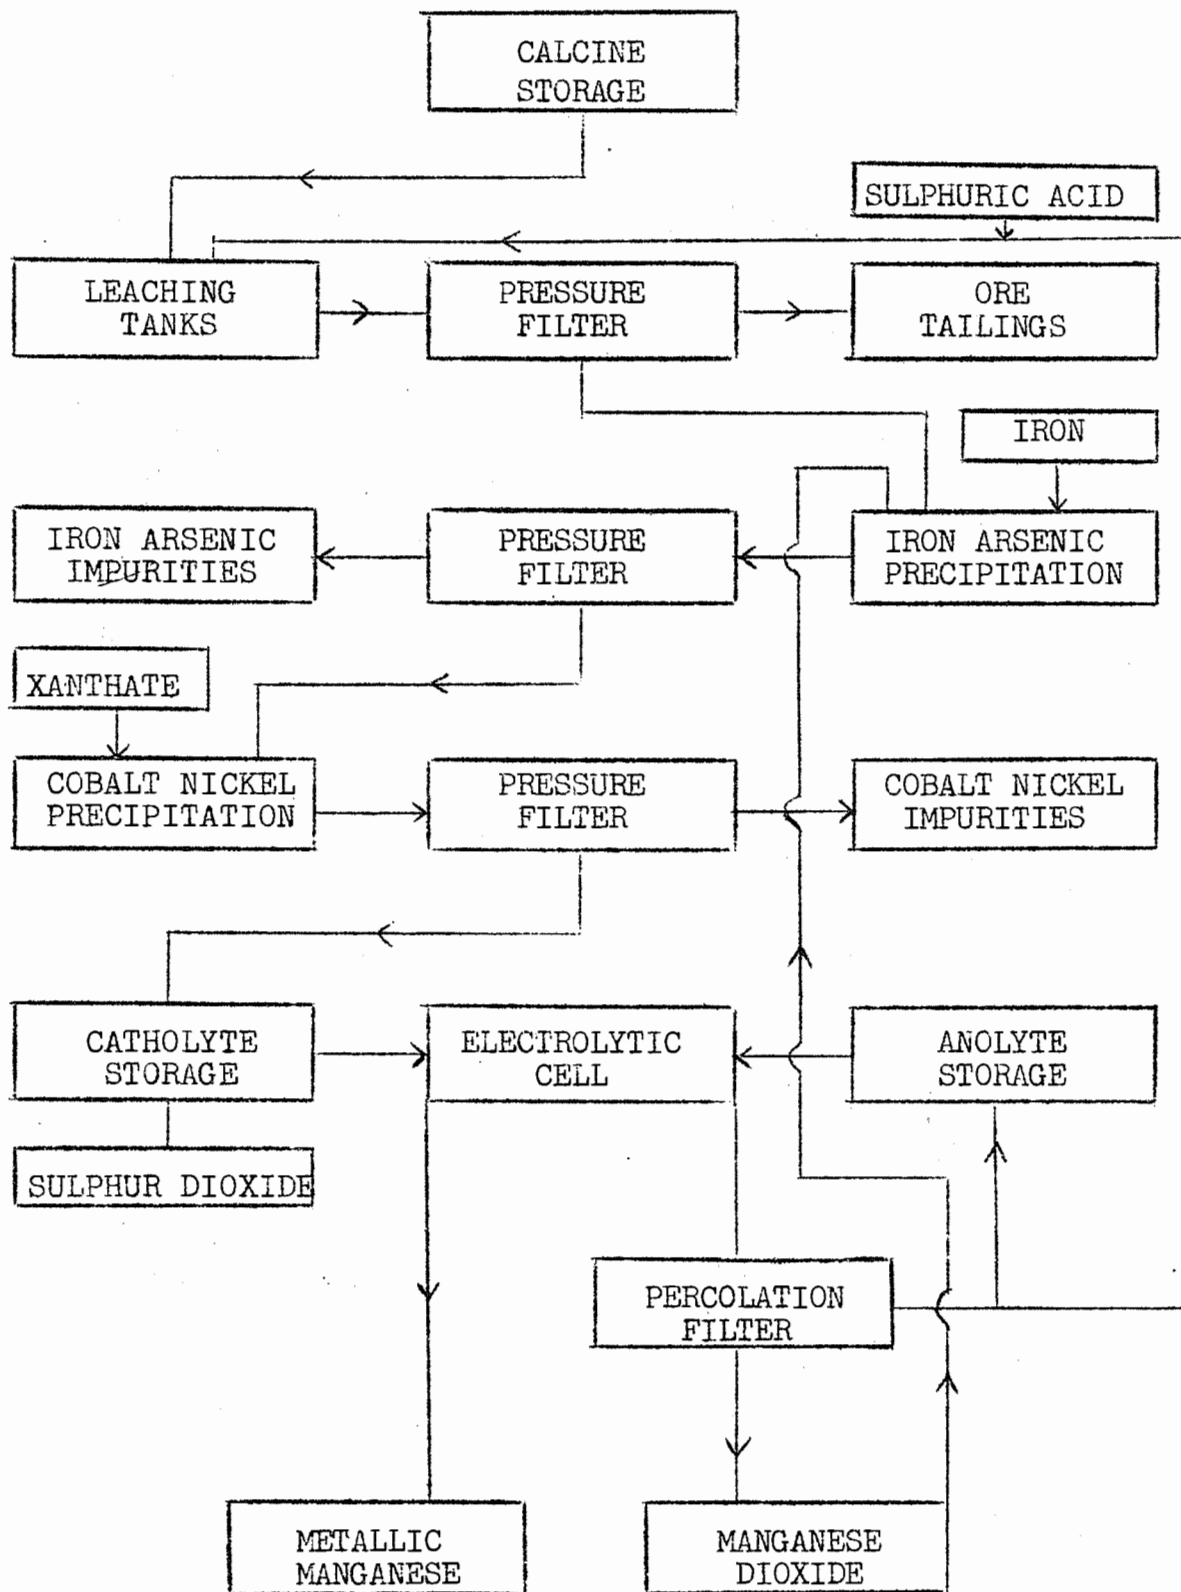 CALCINE
STORAGE
SULPHURIC ACID
LEACHING
TANKS
PRESSURE
FILTER
ORE
TAILINGS
IRON
IRON ARSENIC
IMPURITIES
PRESSURE
FILTER
IRON ARSENIC
PRECIPITATION
XANTHATE
COBALT NICKEL
PRECIPITATION
PRESSURE
FILTER
COBALT NICKEL
IMPURITIES
CATHOLYTE
STORAGE
ELECTROLYTIC
CELL
ANOLYTE
STORAGE
SULPHUR DIOXIDE
PERCOLATION
FILTER
METALLIC
MANGANESE
MANGANESE
DIOXIDE